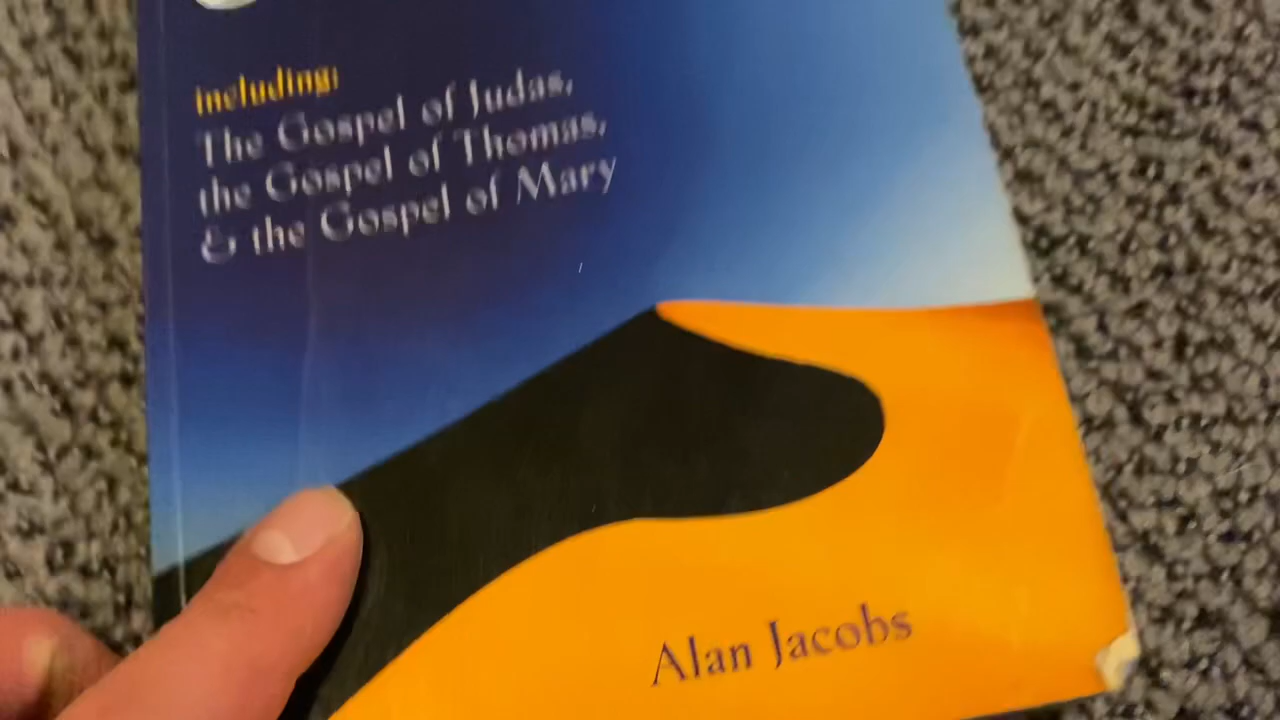 including:
The Gospel of Judas,
the Gospel of Thomas,
& the Gospel of Mary
Alan Jacobs